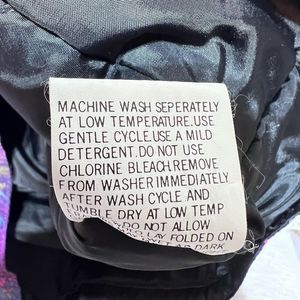 MACHINE WASH SEPERATELY
AT LOW TEMPERATURE.USE
GENTLE CYCLE.USE A MILD
DETERGENT.DO NOT USE
CHLORINE BLEACH.REMOVE
FROM WASHER IMMEDIATELY
AFTER WASH CYCLE AND
TUMBLE DRY AT LOW TEMP
DO NOT ALLOW
LAY FOLDED ON
DARK